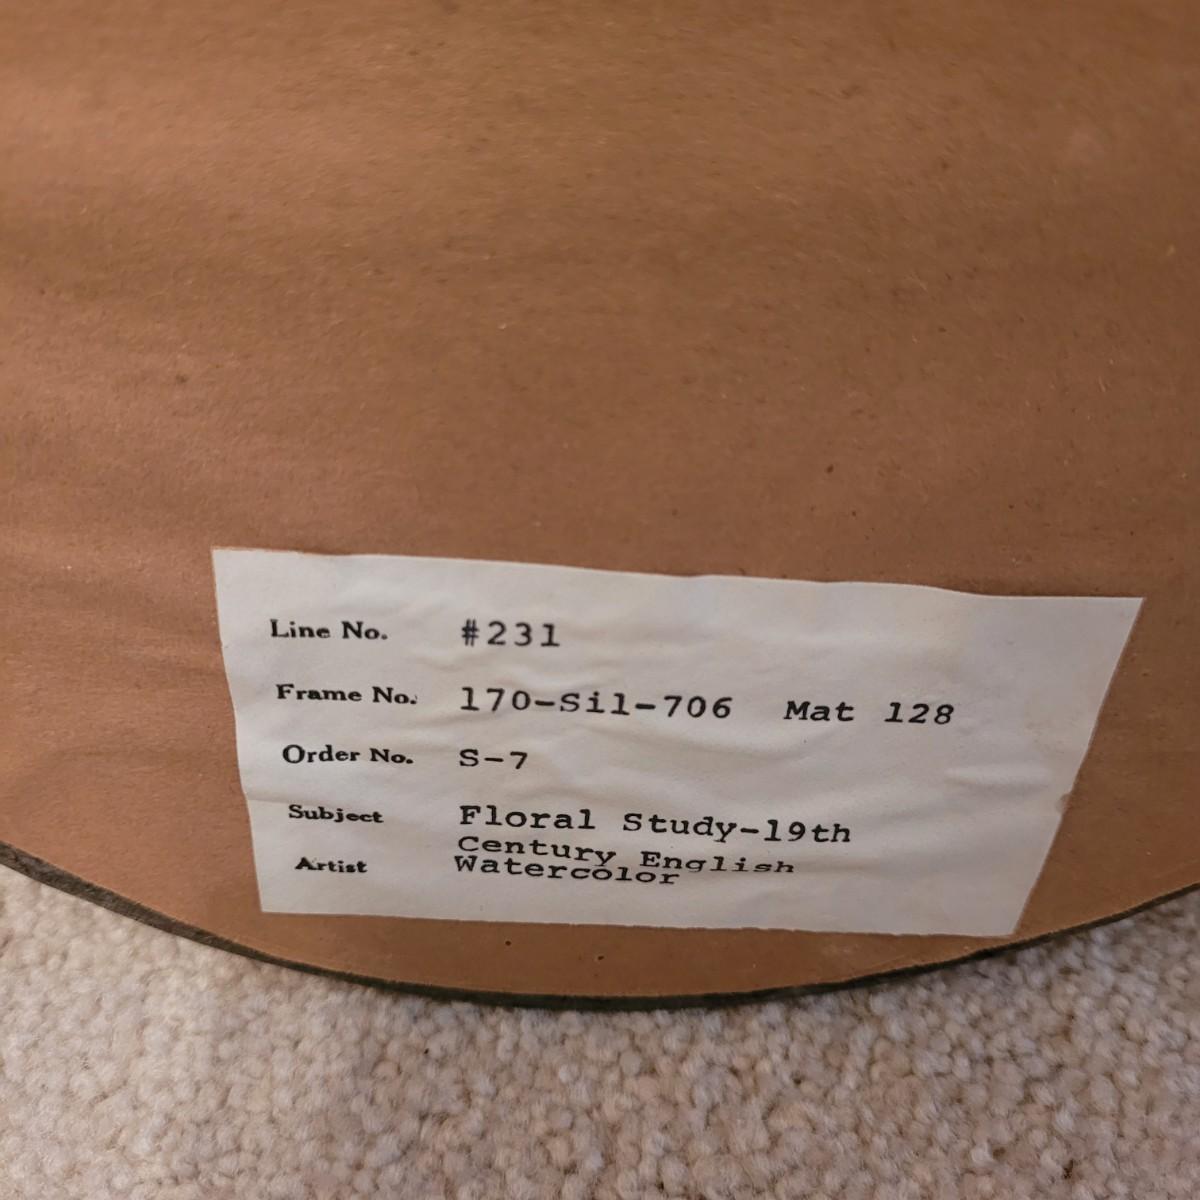 Line No. #231
Frame No. 170-Sil-706 Mat 128
Order No. S-7
Subject Floral Study-19th
Century English
Artist Watercolor